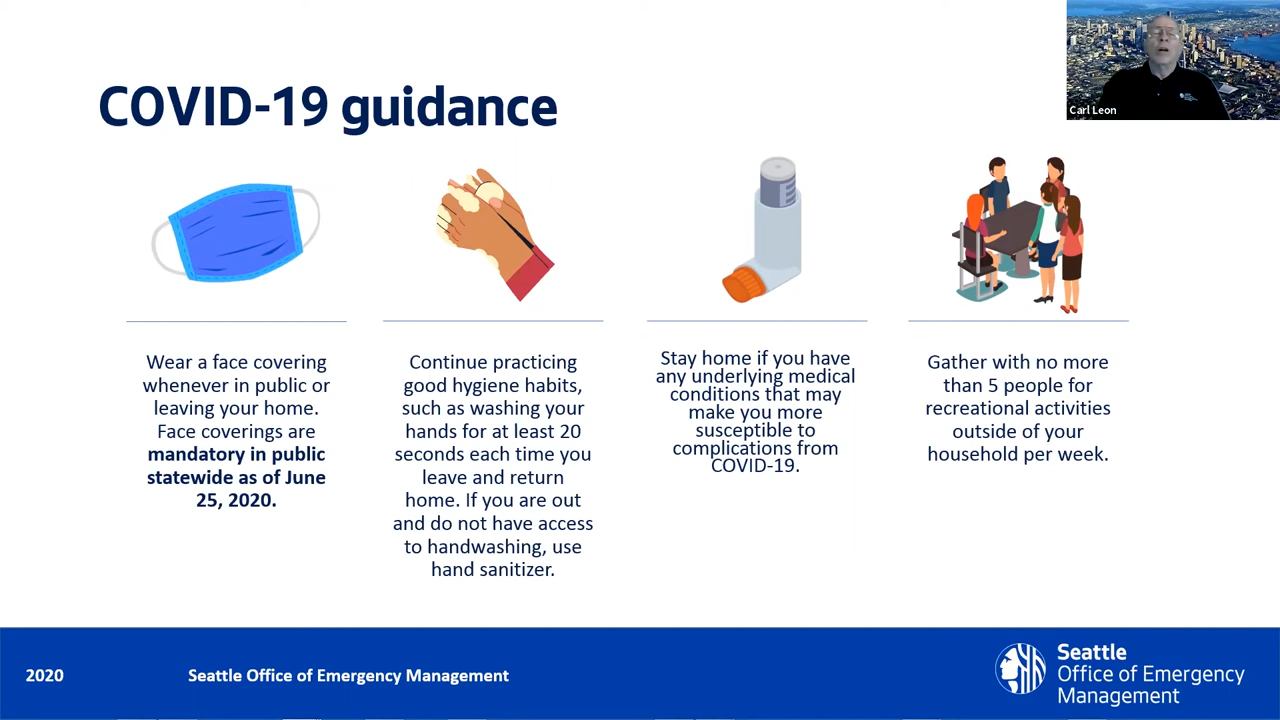 COVID-19 guidance
Carl Leon
Wear a face covering
whenever in public or
leaving your home.
Face coverings are
mandatory in public
statewide as of June
25, 2020.
Continue practicing
good hygiene habits,
such as washing your
hands for at least 20
seconds each time you
leave and return
home. If you are out
and do not have access
to handwashing, use
hand sanitizer.
Stay home if you have
any underlying medical
conditions that may
make you more
susceptible to
complications from
COVID-19.
Gather with no more
than 5 people for
recreational activities
outside of your
household per week.
2020
Seattle Office of Emergency Management
Seattle
Office of Emergency
Management